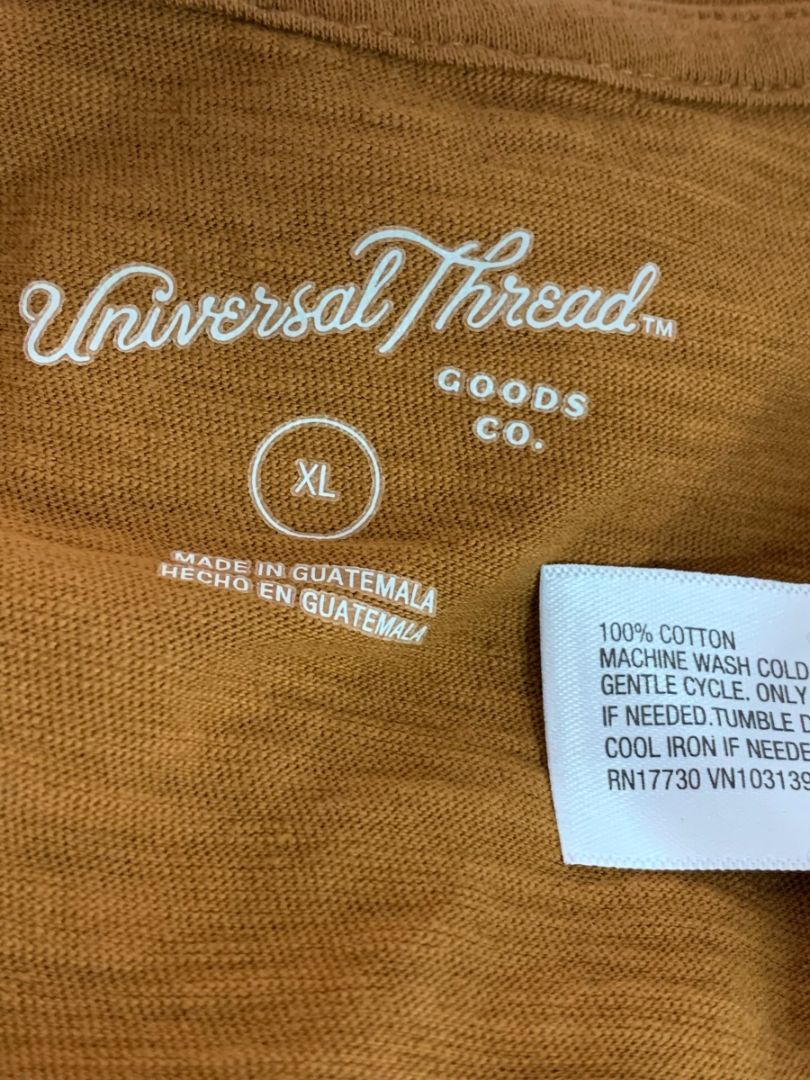 Universal Thread™
GOODS
CO.
XL
MADE IN GUATEMALA
HECHO EN GUATEMALA
100% COTTON
MACHINE WASH COLD
GENTLE CYCLE. ONLY
IF NEEDED.TUMBLE
COOL IRON IF
RN17730 VN103139